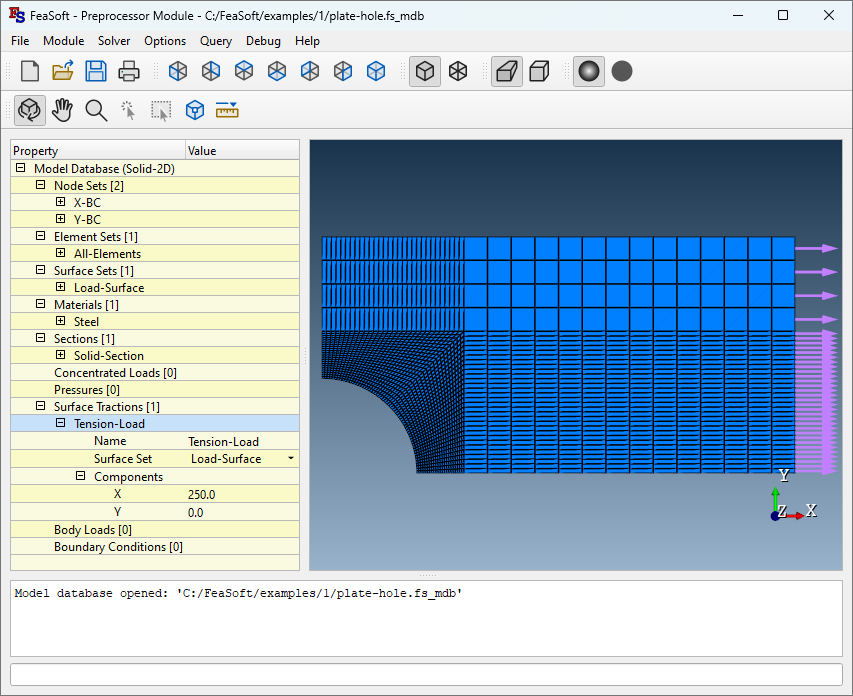 FS FeaSoft - Preprocessor Module - C:/FeaSoft/examples/1/plate-hole.fs_mdb
File Module Solver Options Query Debug Help
Property Value
Model Database (Solid-2D)
Node Sets [2]
X-BC
Y-BC
Element Sets [1]
All-Elements
Surface Sets [1]
Load-Surface
Materials [1]
Steel
Sections [1]
Solid-Section
Concentrated Loads [0]
Pressures [0]
Surface Tractions [1]
Tension-Load
Name Tension-Load
Surface Set Load-Surface
Components
X 250.0
Y 0.0
Body Loads [0]
Boundary Conditions [0]
Y
Z X
Model database opened: 'C:/FeaSoft/examples/1/plate-hole.fs_mdb'